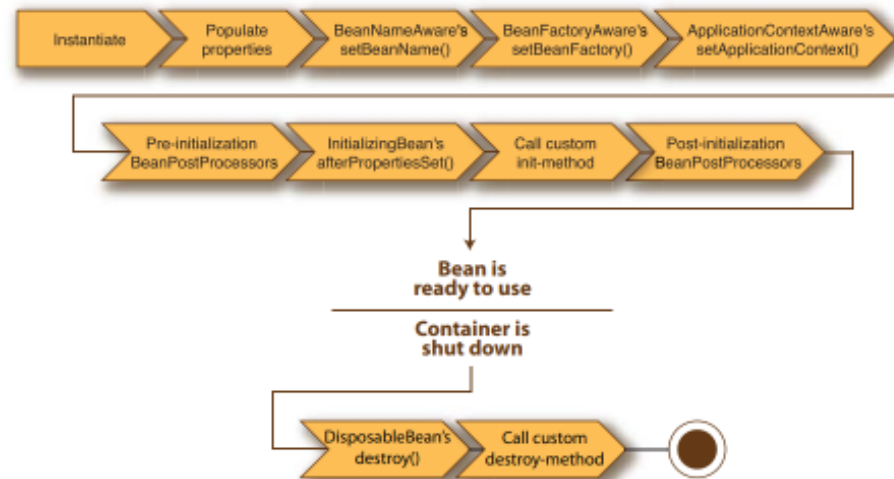 Instantiate
Populate
properties
BeanNameAware's
setBeanName()
BeanFactoryAware's
setBeanFactory()
ApplicationContextAware's
setApplicationContext()
Pre-initialization
BeanPostProcessors
InitializingBean's
afterPropertiesSet()
Call custom
init-method
Post-initialization
BeanPostProcessors
Bean is
ready to use
Container is
shut down
DisposableBean's
destroy()
Call custom
destroy-method